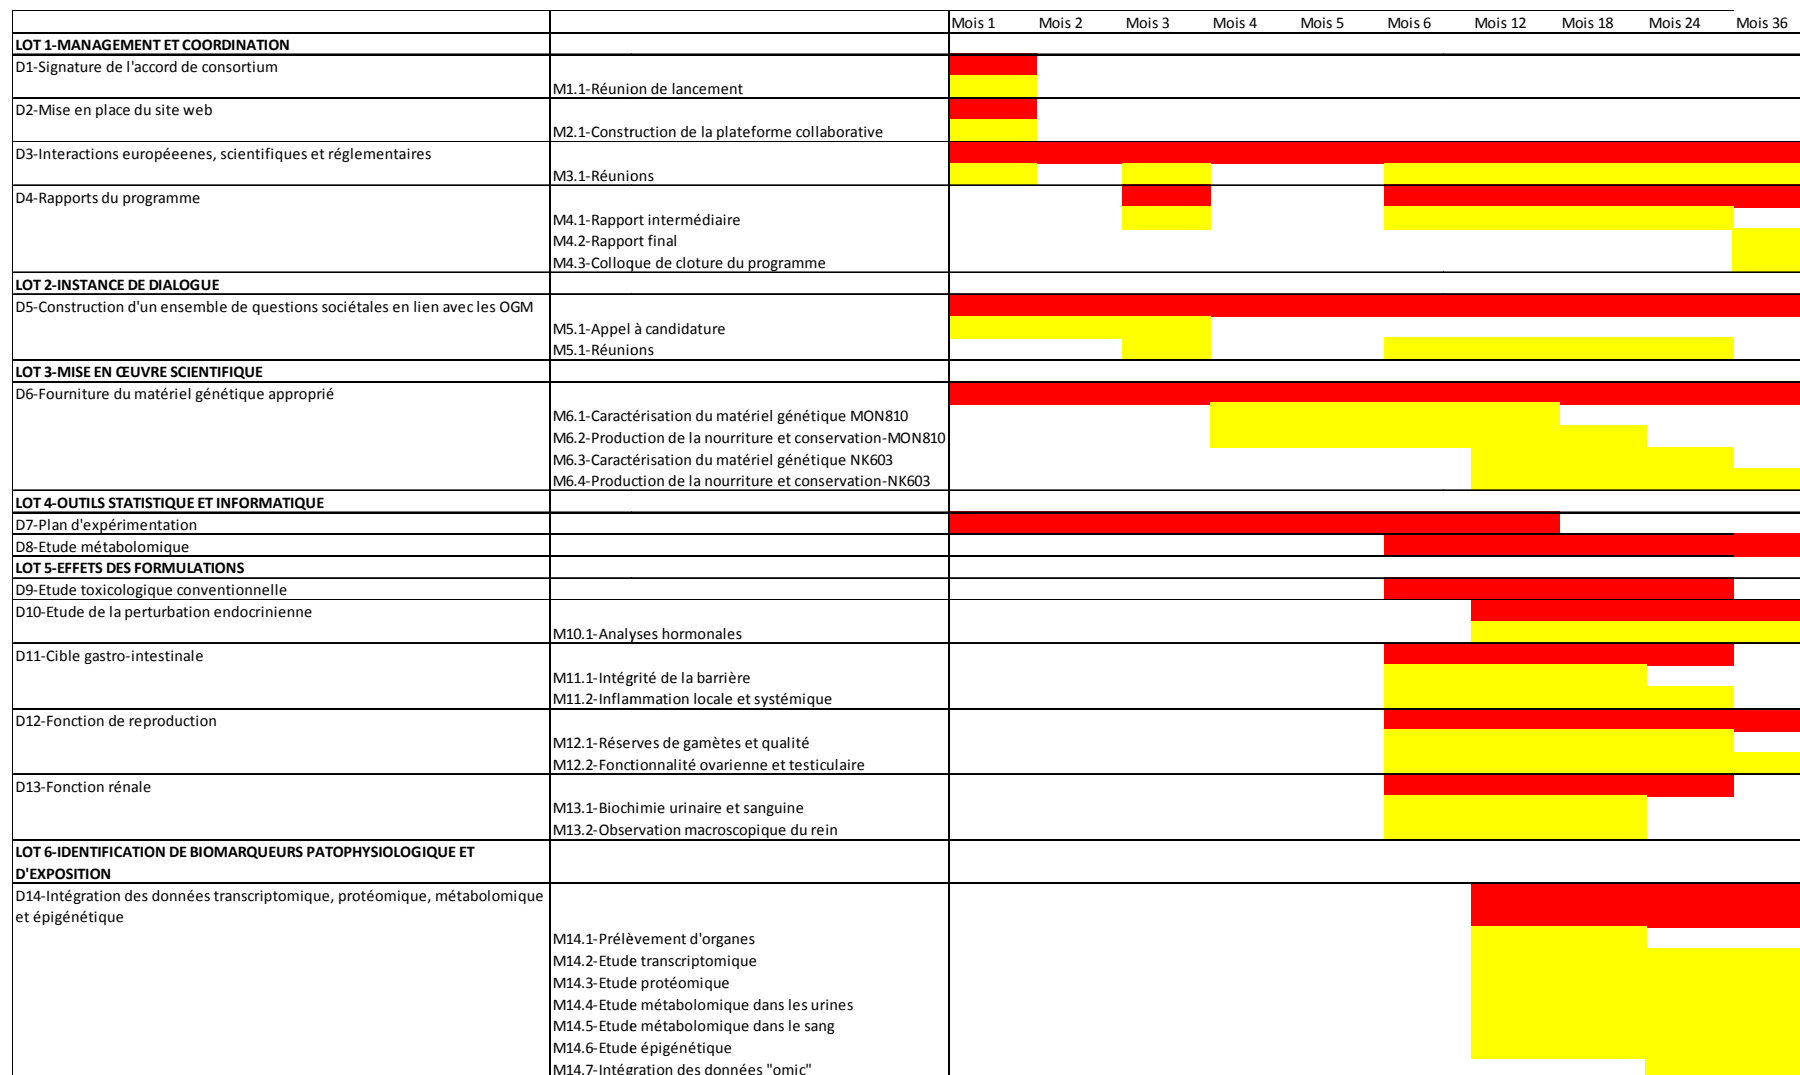 Mois 1 Mois 2 Mois 3 Mois 4 Mois 5 Mois 6 Mois 12 Mois 18 Mois 24 Mois 36
LOT 1-MANAGEMENT ET COORDINATION
D1-Signature de l'accord de consortium
M1.1-Réunion de lancement
D2-Mise en place du site web
M2.1-Construction de la plateforme collaborative
D3-Interactions européeenes, scientifiques et réglementaires
M3.1-Réunions
D4-Rapports du programme
M4.1-Rapport intermédiaire
M4.2-Rapport final
M4.3-Colloque de cloture du programme
LOT 2-INSTANCE DE DIALOGUE
D5-Construction d'un ensemble de questions sociétales en lien avec les OGM
M5.1-Appel à candidature
M5.1-Réunions
LOT 3-MISE EN ŒUVRE SCIENTIFIQUE
D6-Fourniture du matériel génétique approprié
M6.1-Caractérisation du matériel génétique MON810
M6.2-Production de la nourriture et conservation-MON810
M6.3-Caractérisation du matériel génétique NK603
M6.4-Production de la nourriture et conservation-NK603
LOT 4-OUTILS STATISTIQUE ET INFORMATIQUE
D7-Plan d'expérimentation
D8-Etude métabolomique
LOT 5-EFFETS DES FORMULATIONS
D9-Etude toxicologique conventionnelle
D10-Etude de la perturbation endocrinienne
M10.1-Analyses hormonales
D11-Cible gastro-intestinale
M11.1-Intégrité de la barrière
M11.2-Inflammation locale et systémique
D12-Fonction de reproduction
M12.1-Réserves de gamètes et qualité
M12.2-Fonctionnalité ovarienne et testiculaire
D13-Fonction rénale
M13.1-Biochimie urinaire et sanguine
M13.2-Observation macroscopique du rein
LOT 6-IDENTIFICATION DE BIOMARQUEURS PATOPHYSIOLOGIQUE ET
D'EXPOSITION
D14-Intégration des données transcriptomique, protéomique, métabolomique
et épigénétique
M14.1-Prélèvement d'organes
M14.2-Etude transcriptomique
M14.3-Etude protéomique
M14.4-Etude métabolomique dans les urines
M14.5-Etude métabolomique dans le sang
M14.6-Etude épigénétique
M14.7-Intégration des données "omic"